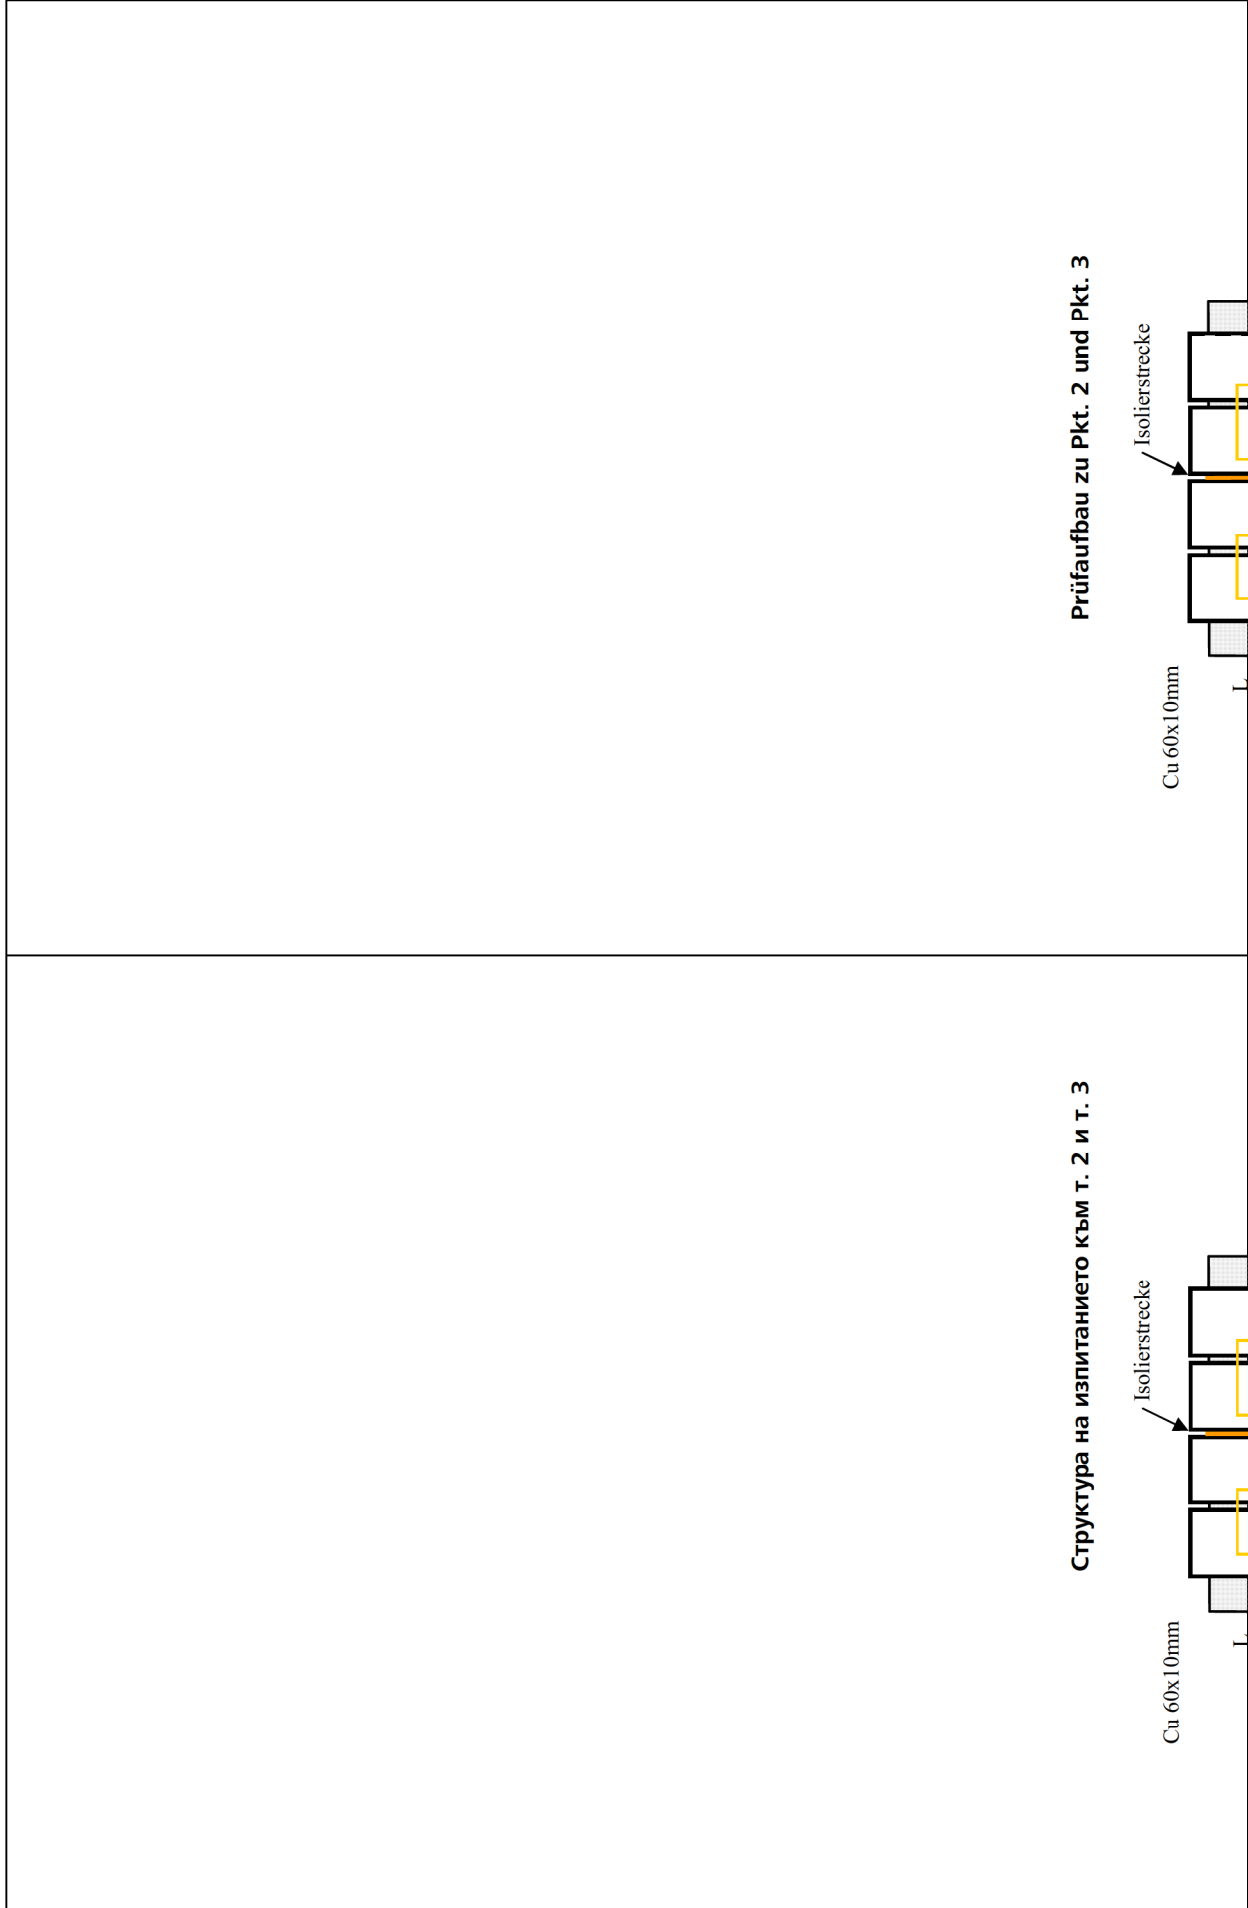 Структура на изпитанието към т. 2 и т. 3
Isolierstrecke
Cu 60x10mm
L
Prüfaufbau zu Pkt. 2 und Pkt. 3
Isolierstrecke
Cu 60x10mm
L